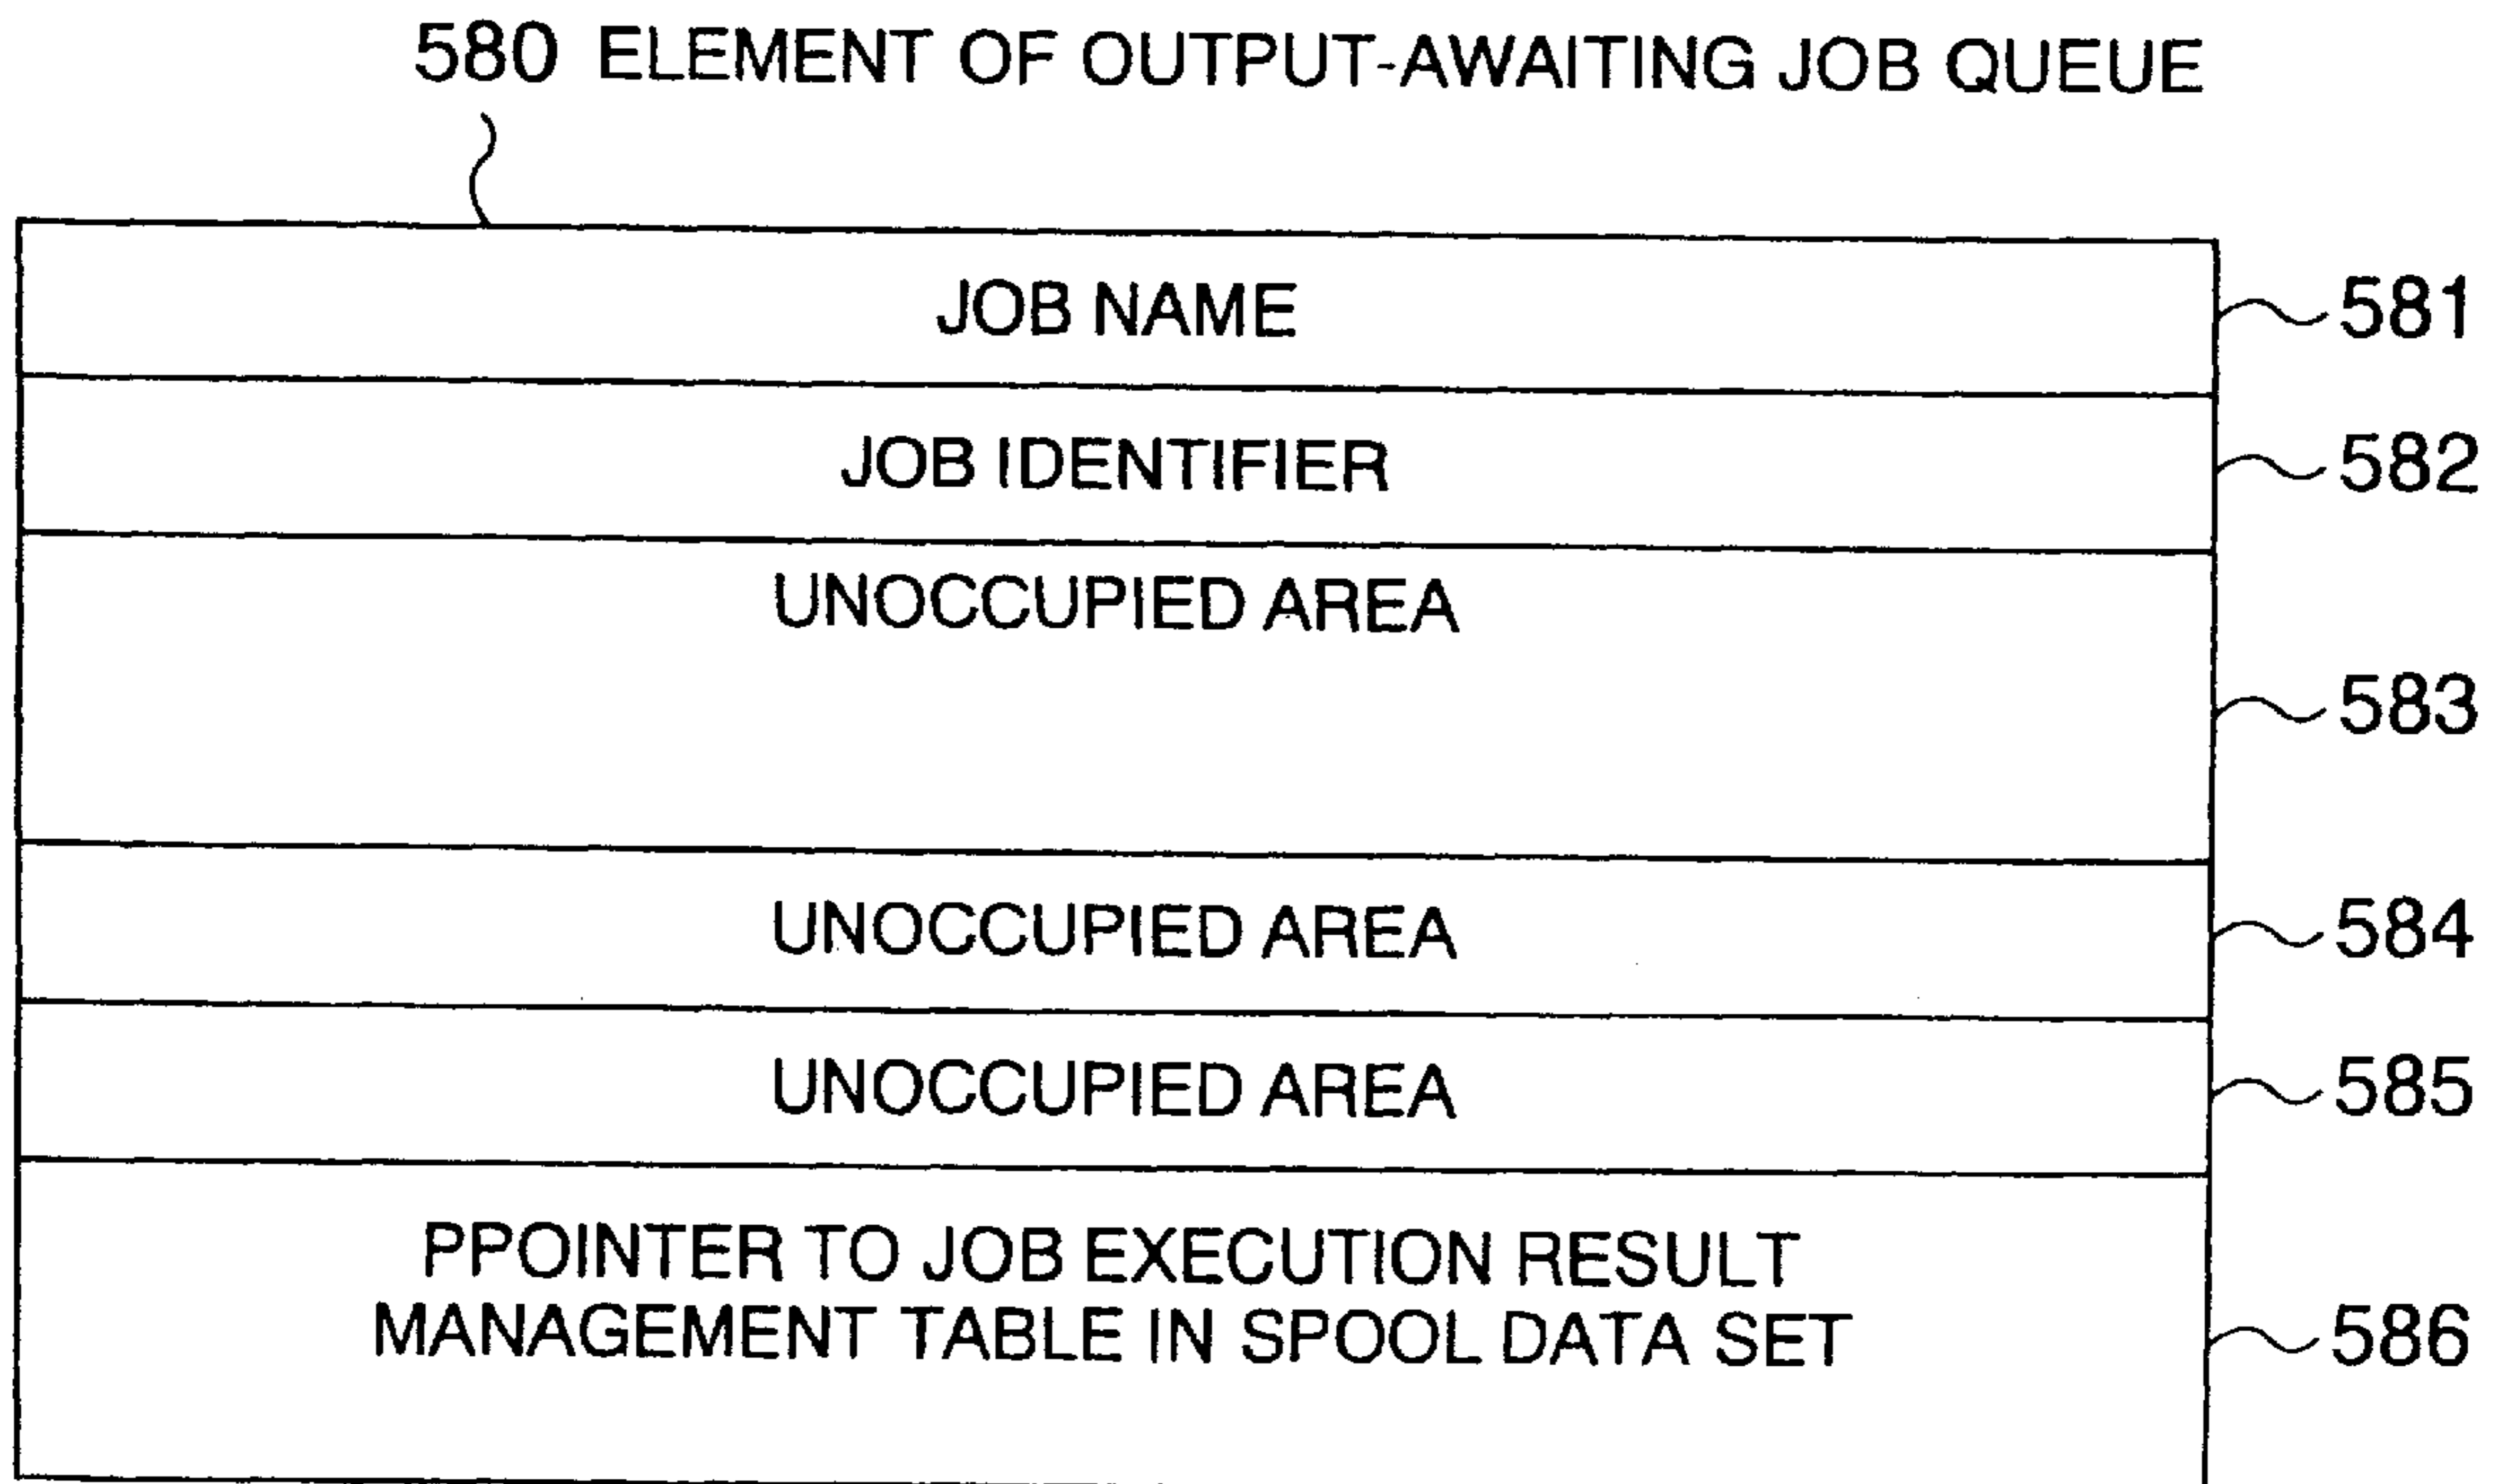 580 ELEMENT OF OUTPUT-AWAITING JOB QUEUE
JOB NAME 581
JOB IDENTIFIER 582
UNOCCUPIED AREA
583
UNOCCUPIED AREA 584
UNOCCUPIED AREA 585
PPOINTER TO JOB EXECUTION RESULT
MANAGEMENT TABLE IN SPOOL DATA SET 586